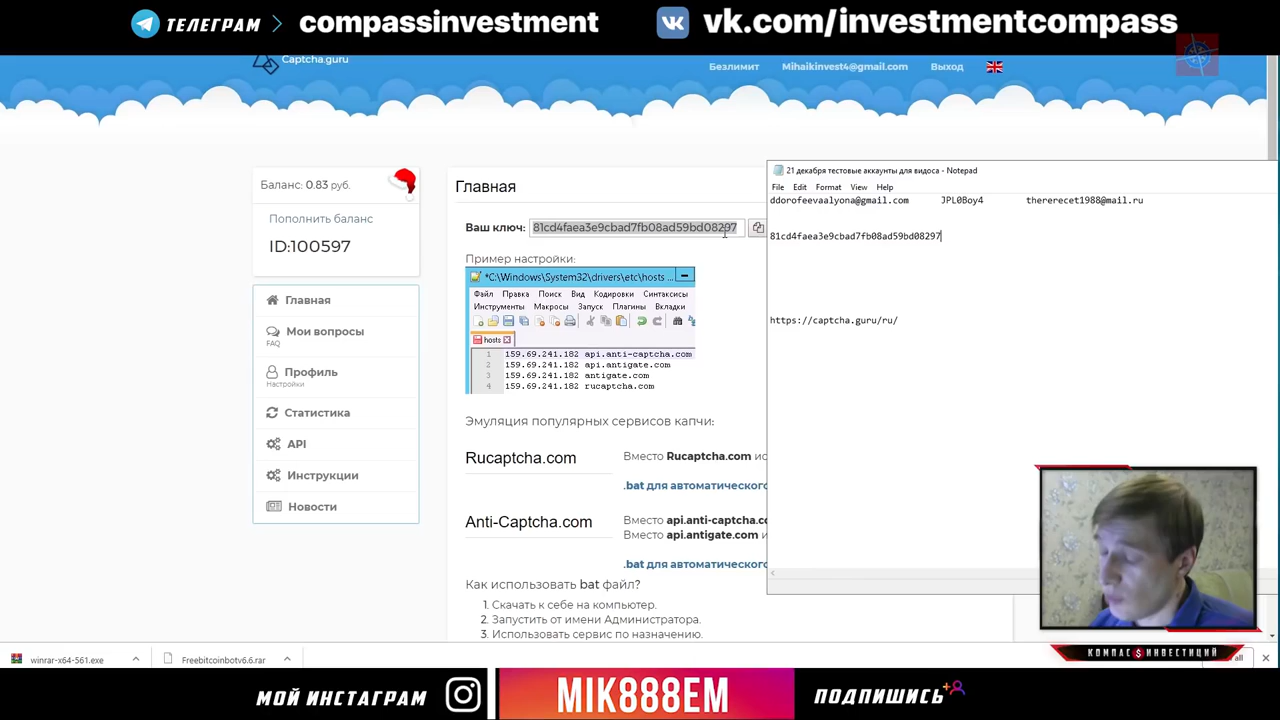 ТЕЛЕГРАМ > compassinvestment
vk.com/investmentcompass
Captcha.guru
Безлимит Mihaikinvest4@gmail.com Выход
Баланс: 0.83 руб.
Пополнить баланс
ID:100597
Главная
Мои вопросы
FAQ
Профиль
Настройки
Статистика
API
Инструкции
Новости
Главная
Ваш ключ: 81cd4faea3e9cbad7fb08ad59bd08297
Пример настройки:
*C:\Windows\System32\drivers\etc\hosts ...
Файл Правка Поиск Вид Кодировки Синтаксисы
Инструменты Макросы Запуск Плагины Вкладки
hosts
1 159.69.241.182 api.anti-captcha.com
2 159.69.241.182 api.antigate.com
3 159.69.241.182 antigate.com
4 159.69.241.182 rucaptcha.com
Эмуляция популярных сервисов капчи:
Rucaptcha.com
Вместо Rucaptcha.com ис
.bat для автоматического
Anti-Captcha.com
Вместо api.anti-captcha.co
Вместо api.antigate.com и
.bat для автоматического
Как использовать bat файл?
1. Скачать к себе на компьютер.
2. Запустить от имени Администратора.
3. Использовать сервис по назначению.
21 декабря тестовые аккаунты для видоса - Notepad
File Edit Format View Help
ddorofeevaalyona@gmail.com JPL0Boy4 thererecet1988@mail.ru
81cd4faea3e9cbad7fb08ad59bd08297
https://captcha.guru/ru/
КОМПАС ИНВЕСТИЦИЙ
winrar-x64-561.exe
Freebitcoinbotv6.6.rar
all
МОЙ ИНСТАГРАМ
MIK888EM
ПОДПИШИСЬ